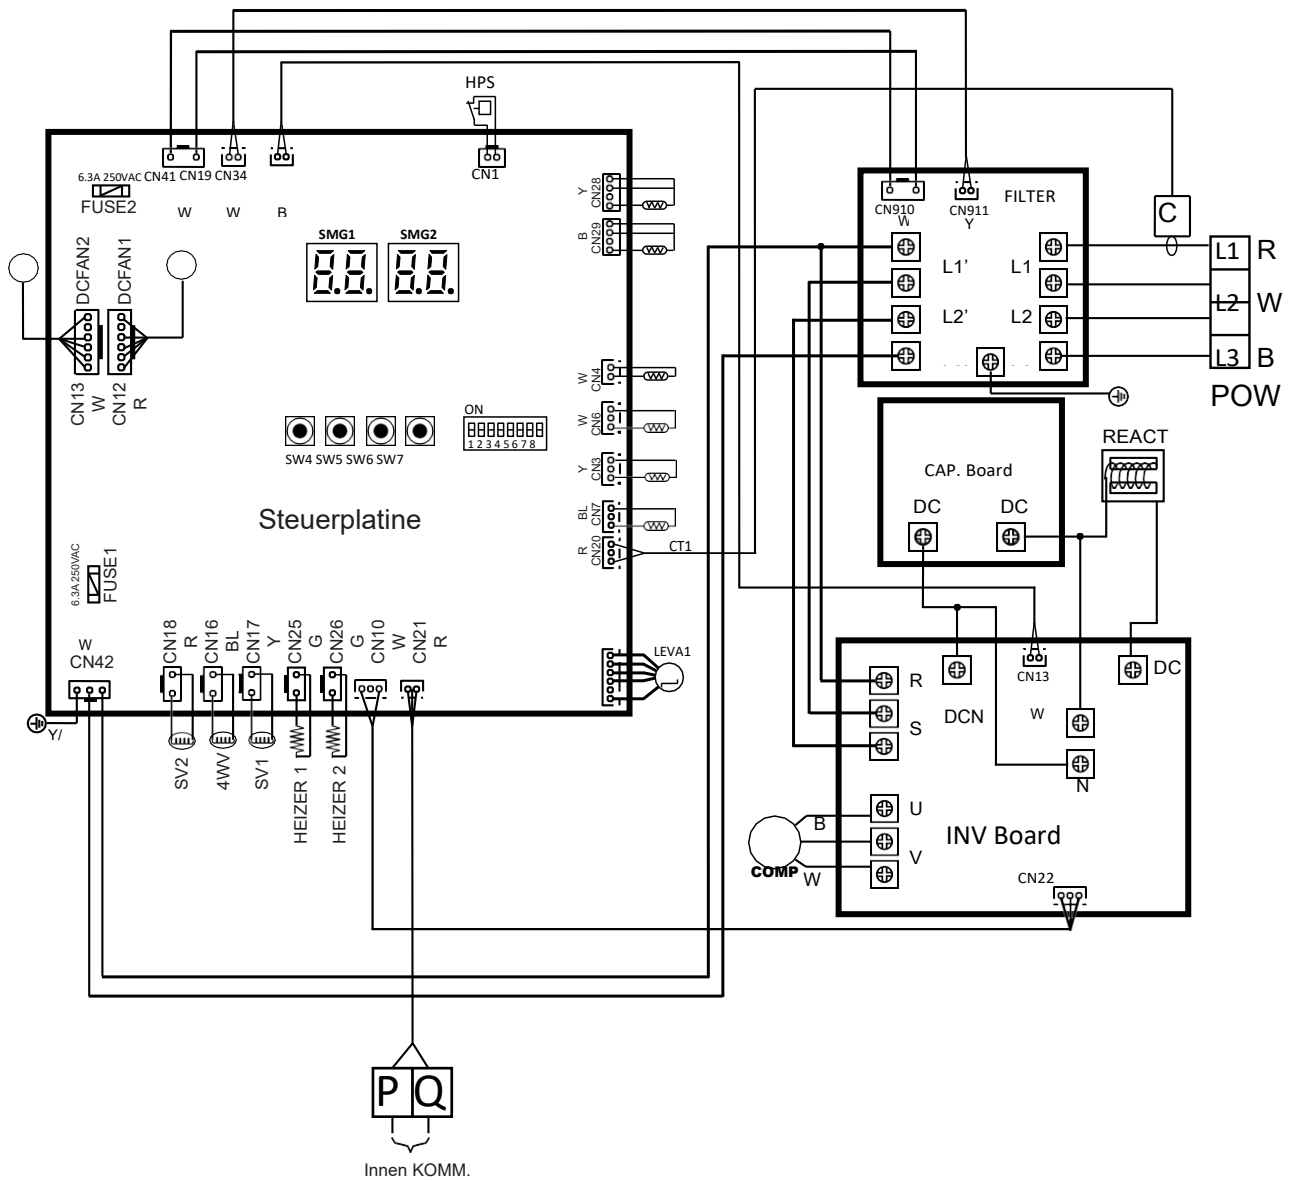 HPS
6.3A 250VAC
FUSE2
CN41
CN19
CN34
CN1
W
W
B
SMG1
SMG2
DCFAN2
DCFAN1
CN13
W
CN12
R
Y
CN28
B
CN29
W
CN4
W
CN6
Y
CN3
BL
CN7
R
CN20
CT1
ON
1 2 3 4 5 6 7 8
SW4 SW5 SW6 SW7
Steuerplatine
6.3A 250VAC
FUSE1
W
CN42
Y/
CN18
R
CN16
BL
CN17
Y
CN25
G
CN26
G
CN10
W
CN21
R
LEVA1
SV2
4WV
SV1
HEIZER 1
HEIZER 2
P Q
Innen KOMM.
CN910
W
CN911
Y
FILTER
L1'
L1
L2'
L2
C
L1 R
L2 W
L3 B
POW
CAP. Board
DC
DC
REACT
CN13
W
DC
DCN
R
S
N
U
V
B
W
COMP
INV Board
CN22